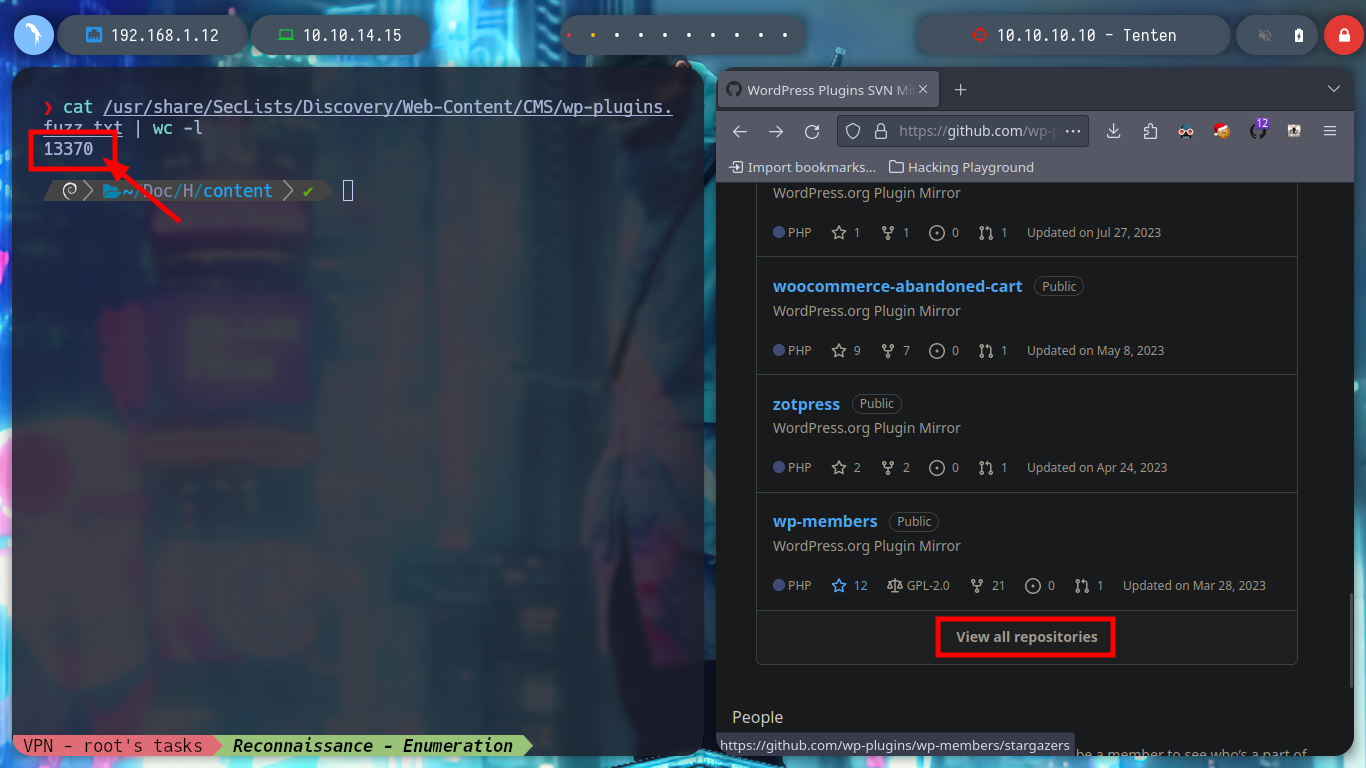 192.168.1.12
10.10.14.15
10.10.10.10 - Tenten
❯ cat /usr/share/SecLists/Discovery/Web-Content/CMS/wp-plugins.
fuzz.txt | wc -l
13370
~/Doc/H/content ✔
VPN - root's tasks
Reconnaissance - Enumeration
WordPress Plugins SVN Mi
12
https://github.com/wp-p
Import bookmarks...
Hacking Playground
WordPress.org Plugin Mirror
PHP 1 1 0 1 Updated on Jul 27, 2023
woocommerce-abandoned-cart Public
WordPress.org Plugin Mirror
PHP 9 7 0 1 Updated on May 8, 2023
zotpress Public
WordPress.org Plugin Mirror
PHP 2 2 0 1 Updated on Apr 24, 2023
wp-members Public
WordPress.org Plugin Mirror
PHP 12 GPL-2.0 21 0 1 Updated on Mar 28, 2023
View all repositories
People
https://github.com/wp-plugins/wp-members/stargazers
be a member to see who's a part of